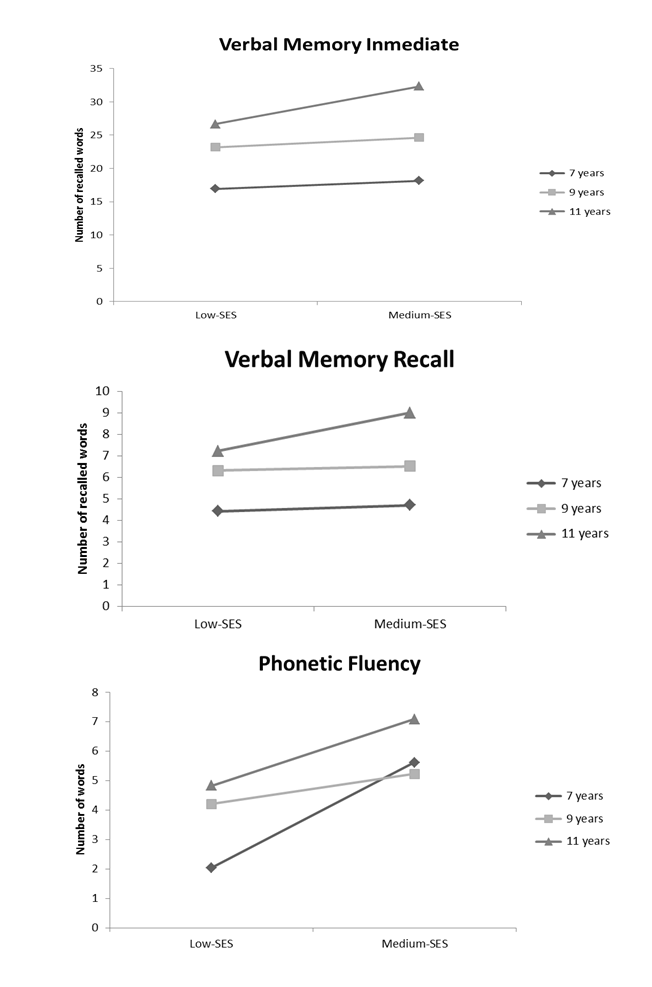 Verbal Memory Inmediate
Number of recalled words
35
30
25
20
15
10
5
0
Low-SES
Medium-SES
7 years
9 years
11 years
Verbal Memory Recall
Number of recalled words
10
9
8
7
6
5
4
3
2
1
0
Low-SES
Medium-SES
7 years
9 years
11 years
Phonetic Fluency
Number of words
8
7
6
5
4
3
2
1
0
Low-SES
Medium-SES
7 years
9 years
11 years